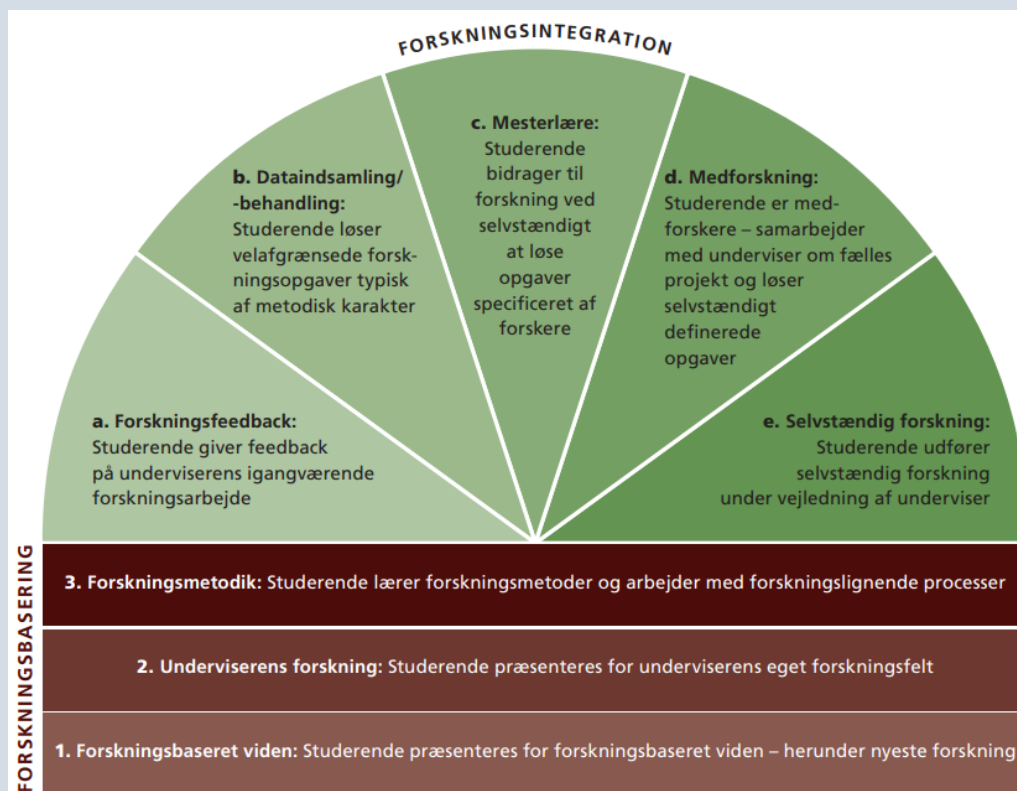 FORSKNINGSINTEGRATION
c. Mesterlære:
Studerende
bidrager til
forskning ved
selvstændigt
at løse
opgaver
specificeret af
forskere
b. Dataindsamling/
-behandling:
Studerende løser
velafgrænsede forsk-
ningsopgaver typisk
af metodisk karakter
d. Medforskning:
Studerende er med-
forskere – samarbejder
med underviser om fælles
projekt og løser
selvstændigt
definerede
opgaver
a. Forskningsfeedback:
Studerende giver feedback
på underviserens igangværende
forskningsarbejde
e. Selvstændig forskning:
Studerende udfører
selvstændig forskning
under vejledning af underviser
FORSKNINGSBASERING
3. Forskningsmetodik: Studerende lærer forskningsmetoder og arbejder med forskningslignende processer
2. Underviserens forskning: Studerende præsenteres for underviserens eget forskningsfelt
1. Forskningsbaseret viden: Studerende præsenteres for forskningsbaseret viden – herunder nyeste forskning